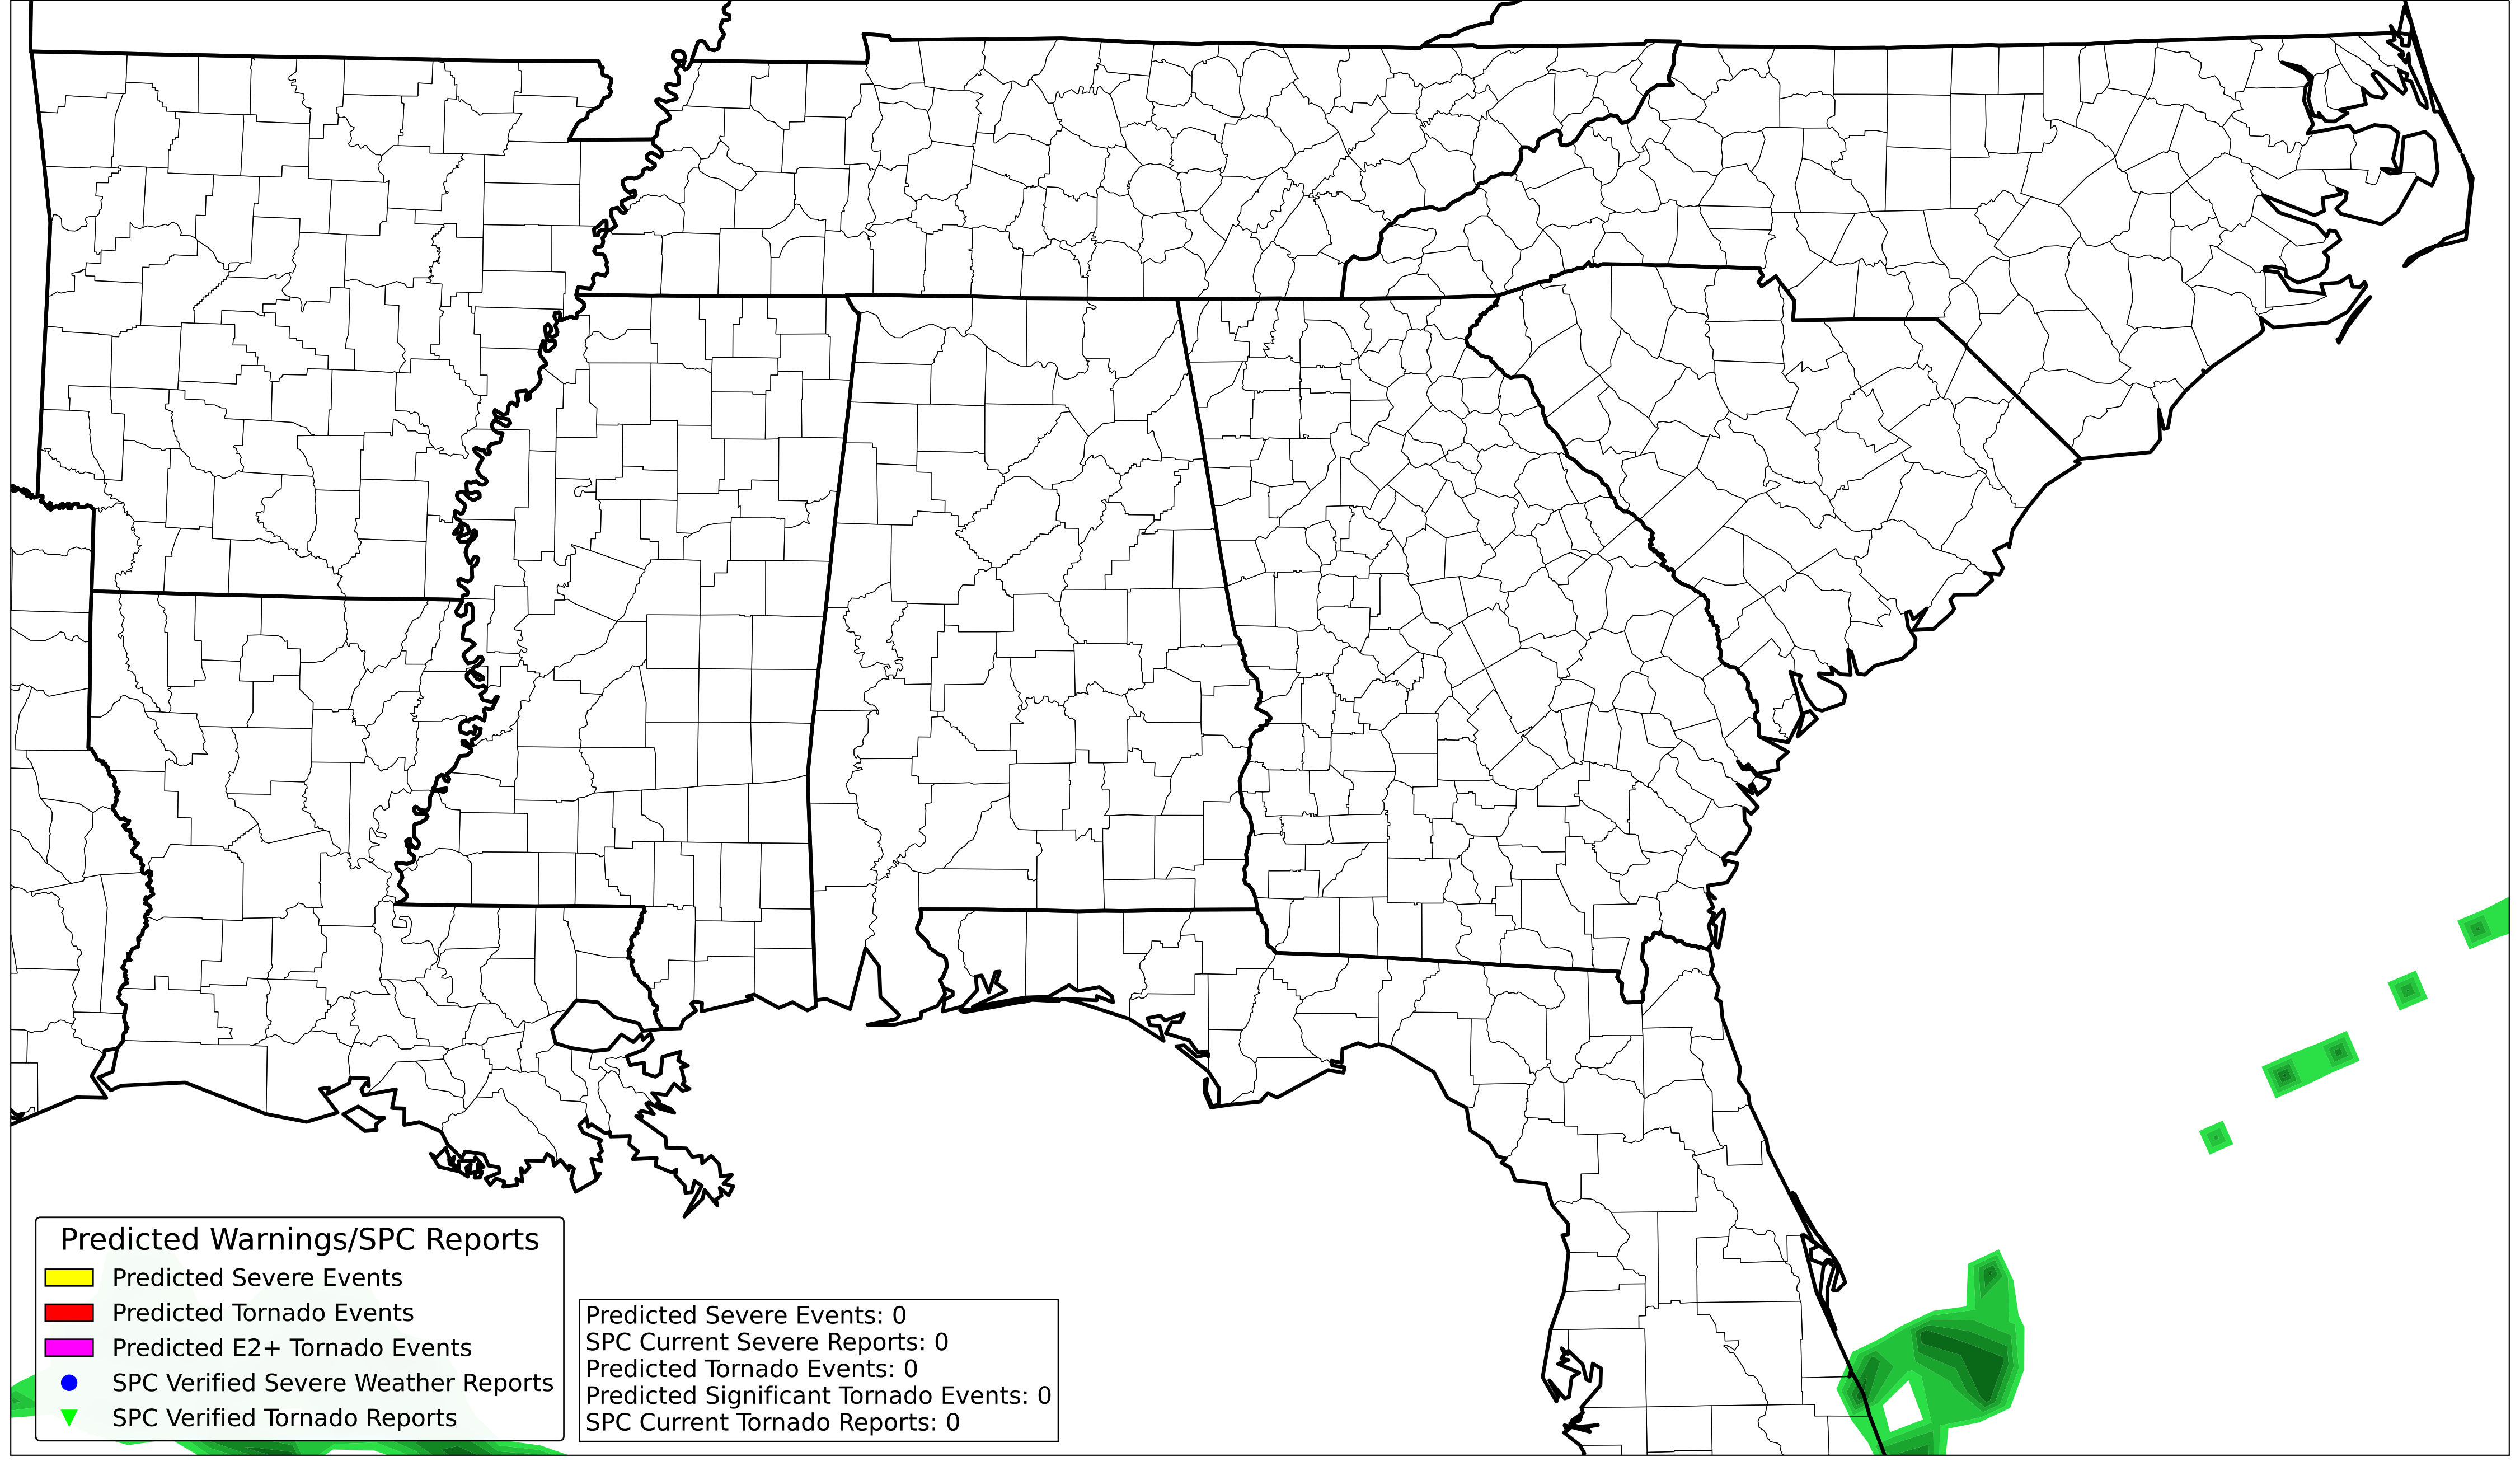 Predicted Warnings/SPC Reports
Predicted Severe Events
Predicted Tornado Events
Predicted E2+ Tornado Events
SPC Verified Severe Weather Reports
SPC Verified Tornado Reports
Predicted Severe Events: 0
SPC Current Severe Reports: 0
Predicted Tornado Events: 0
Predicted Significant Tornado Events: 0
SPC Current Tornado Reports: 0